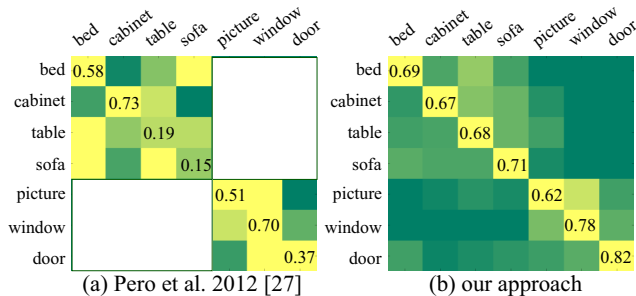 bed cabinet table sofa picture window door
bed 0.58
cabinet 0.73
table 0.19
sofa 0.15
picture 0.51
window 0.70
door 0.37
(a) Pero et al. 2012 [27]
bed cabinet table sofa picture window door
bed 0.69
cabinet 0.67
table 0.68
sofa 0.71
picture 0.62
window 0.78
door 0.82
(b) our approach